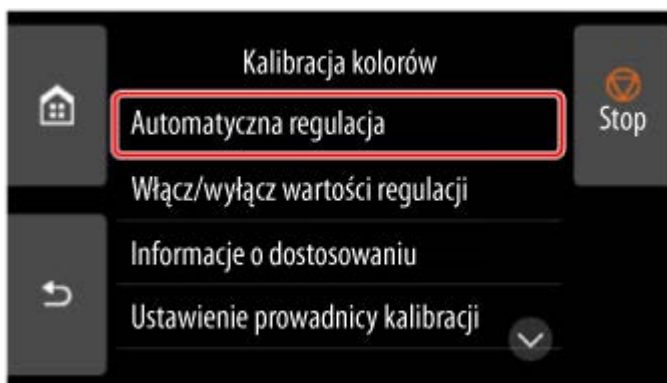 Kalibracja kolorów
Automatyczna regulacja
Stop
Włącz/wyłącz wartości regulacji
Informacje o dostosowaniu
Ustawienie prowadnicy kalibracji